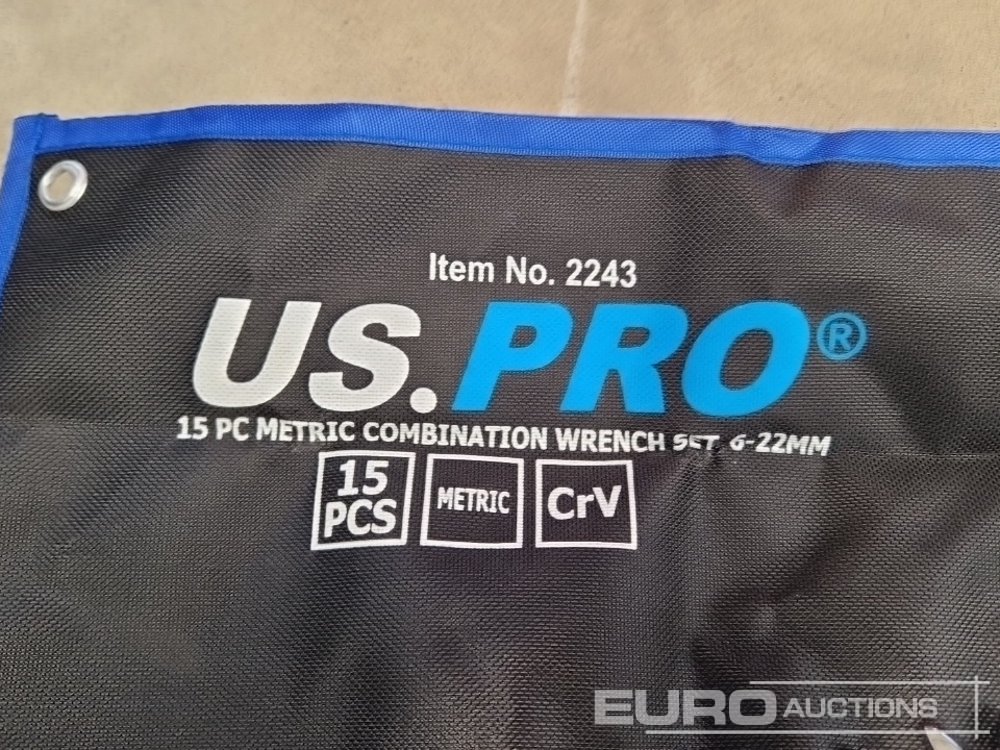 Item No. 2243
US.PRO®
15 PC METRIC COMBINATION WRENCH SET, 6-22MM
15
PCS
METRIC
CrV
EURO AUCTIONS